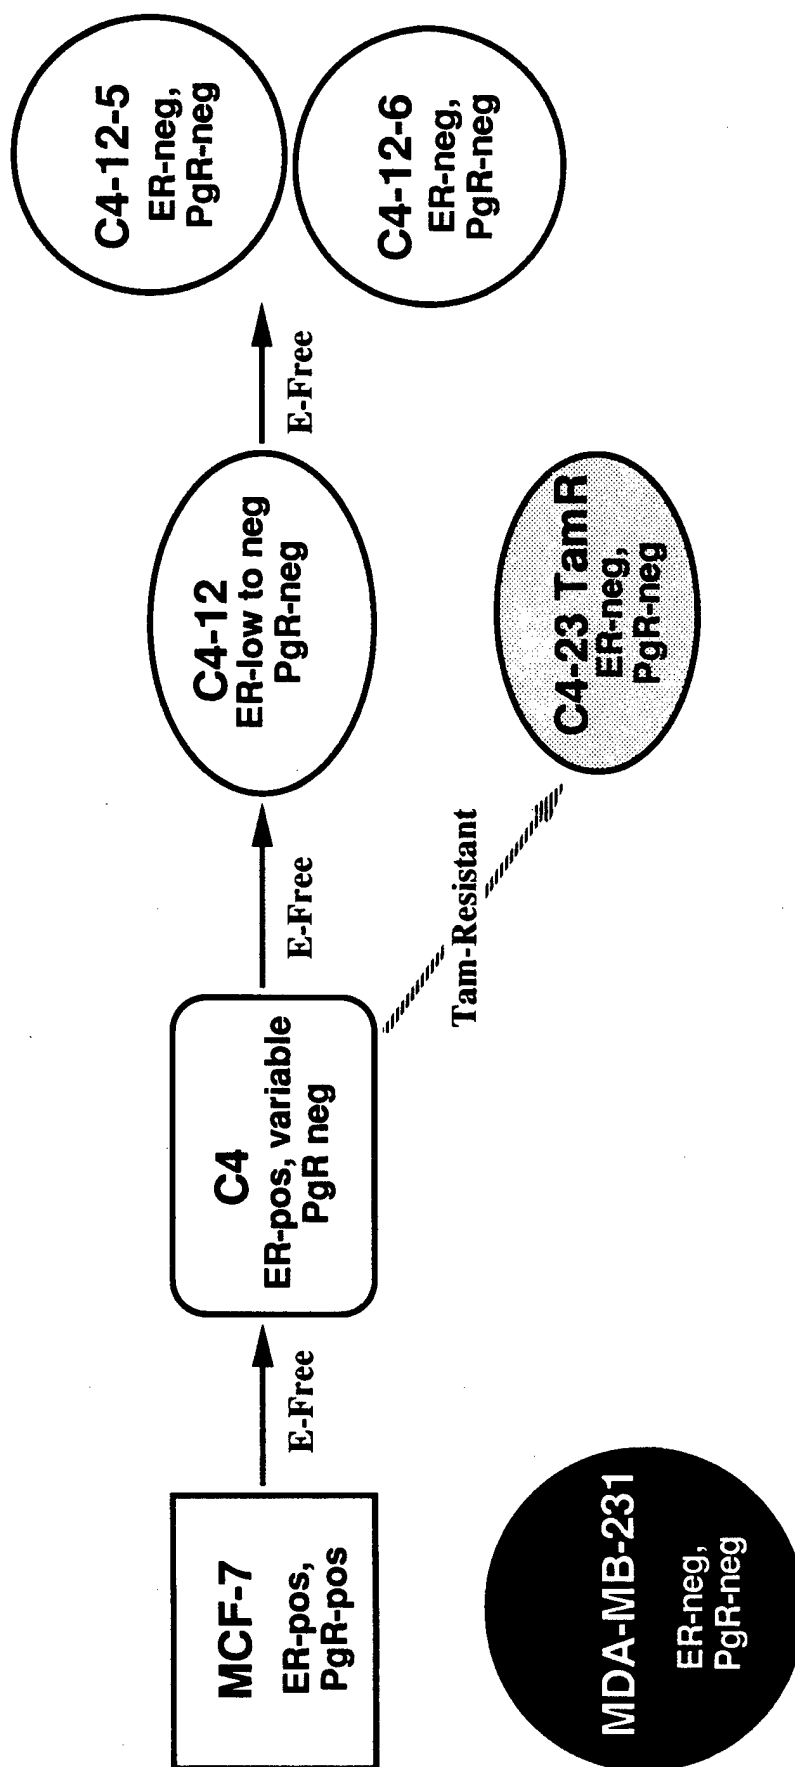 MCF-7
ER-pos,
PgR-pos
E-Free
C4
ER-pos, variable
PgR neg
E-Free
C4-12
ER-low to neg
PgR-neg
E-Free
C4-12-5
ER-neg,
PgR-neg
C4-12-6
ER-neg,
PgR-neg
Tam-Resistant
C4-23 TamR
ER-neg,
PgR-neg
MDA-MB-231
ER-neg,
PgR-neg